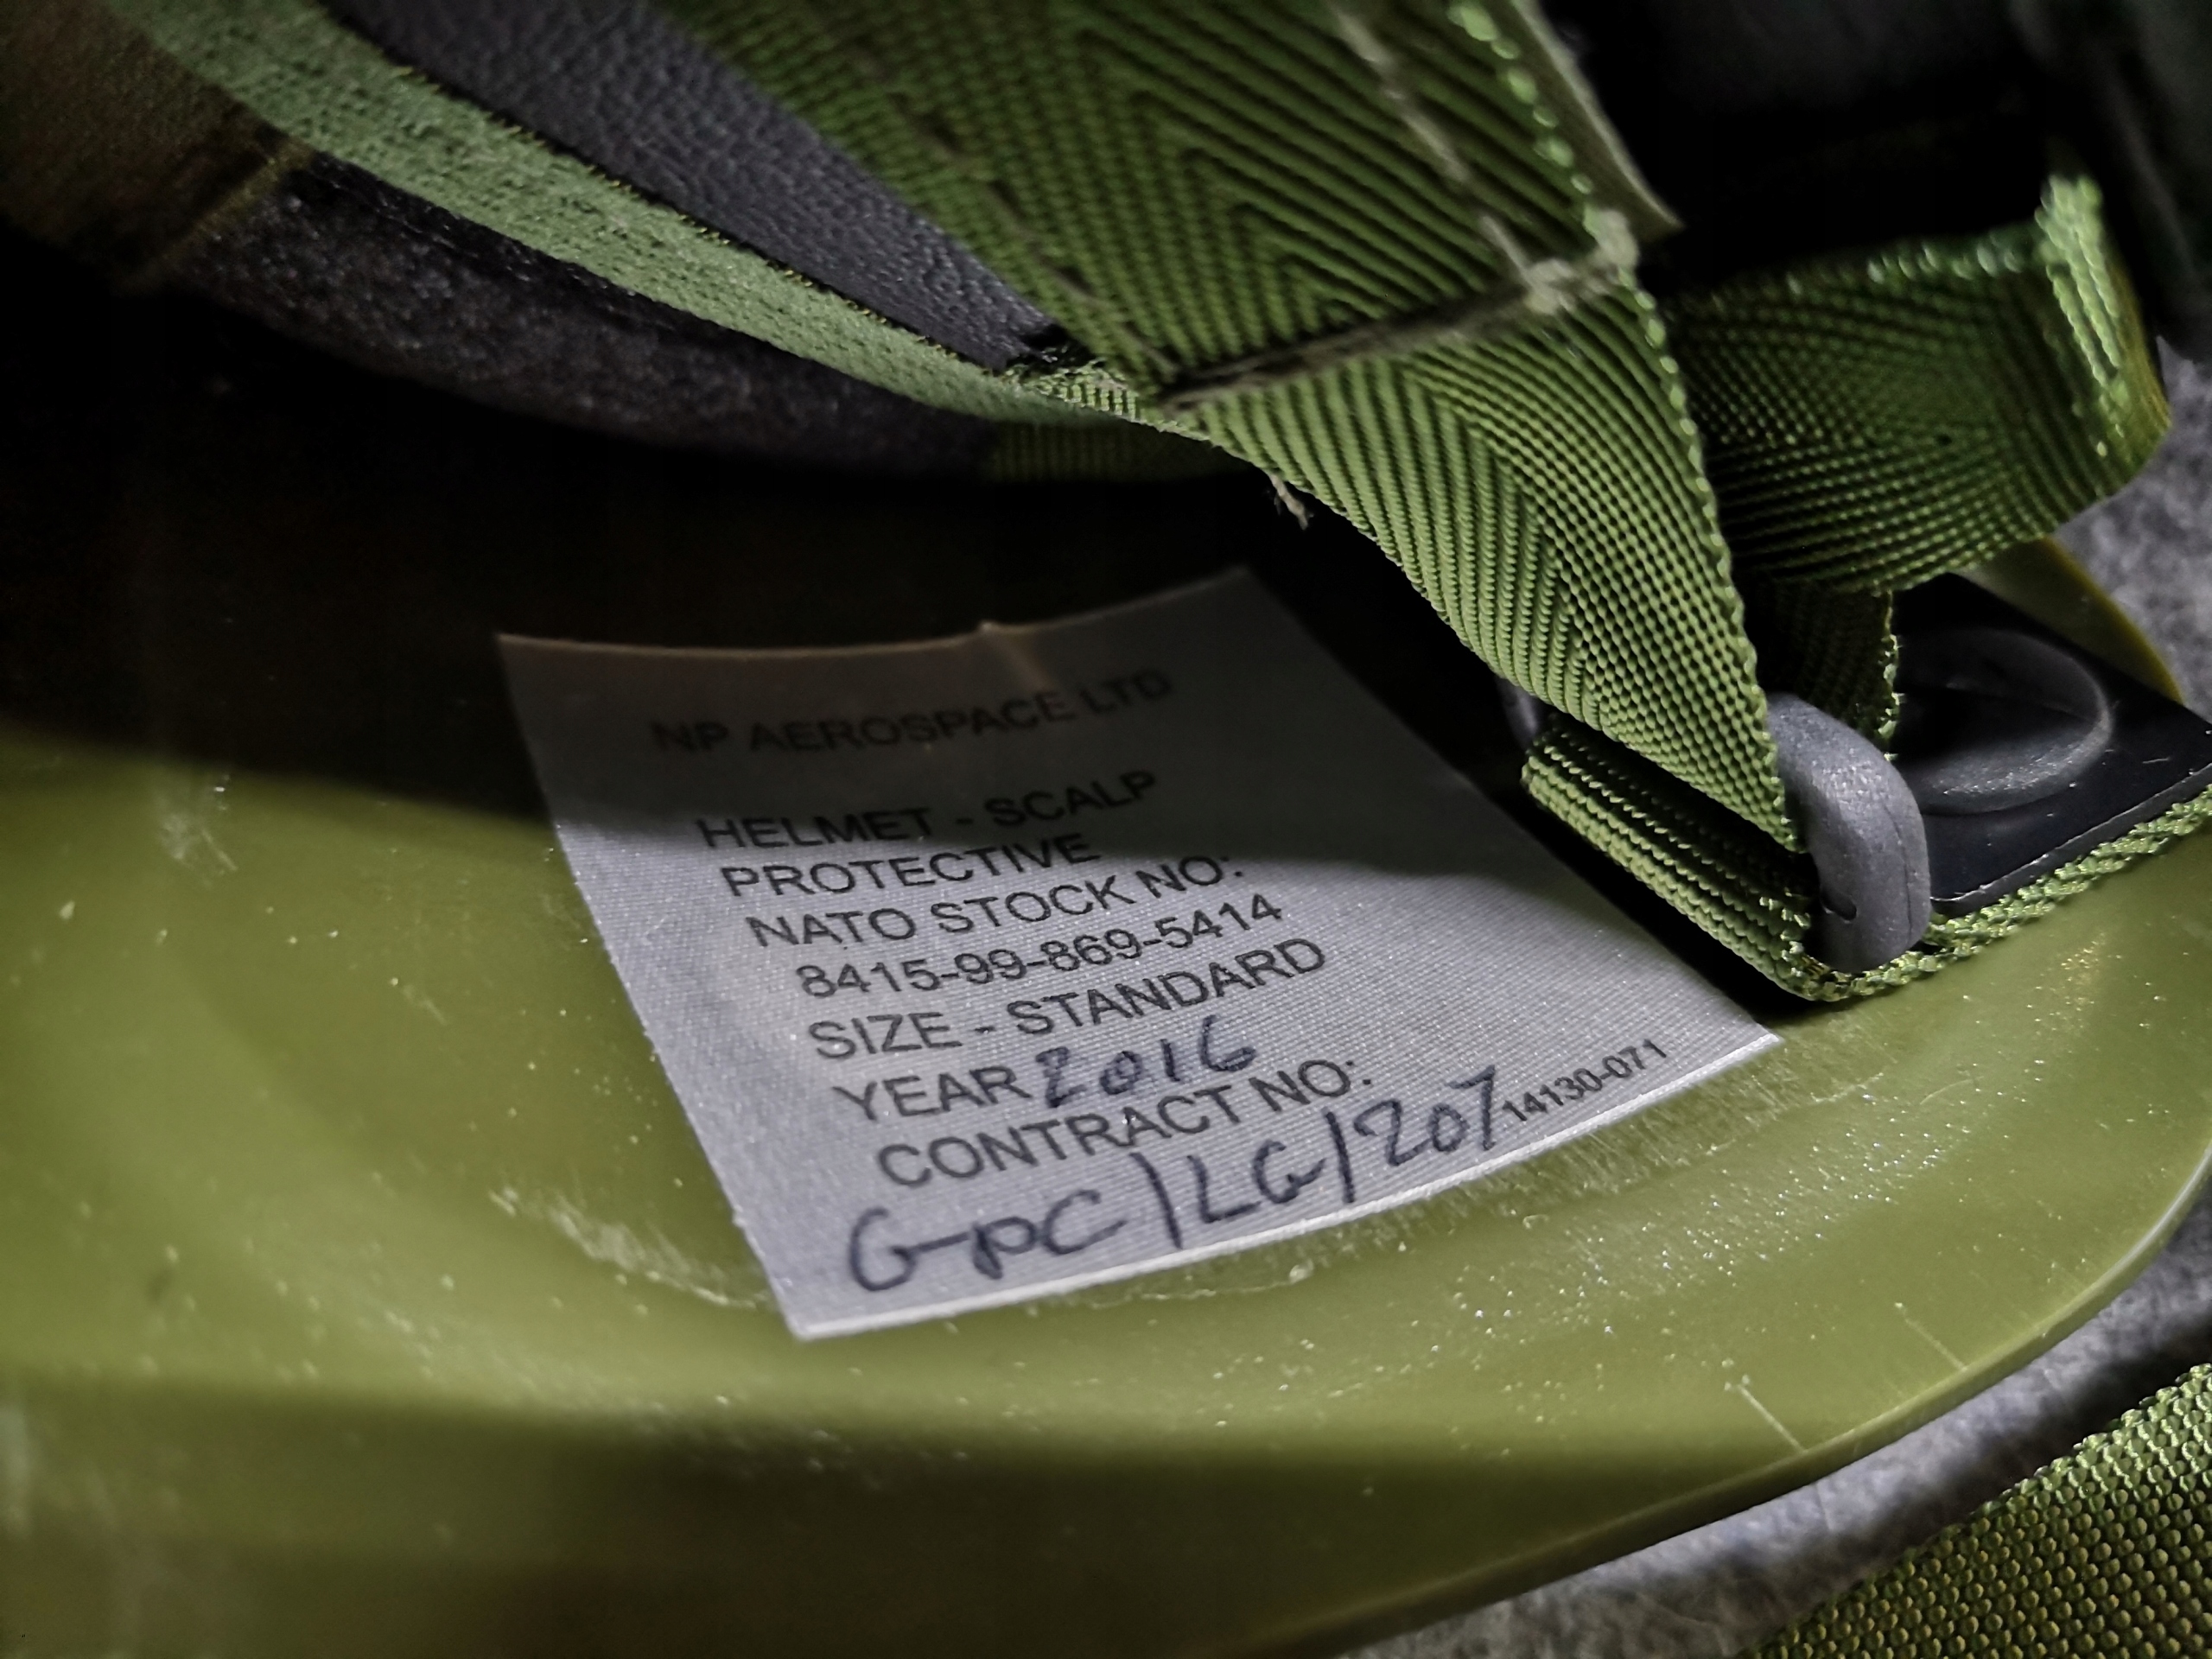 NP AEROSPACE LTD
HELMET - SCALP
PROTECTIVE
NATO STOCK NO:
8415-99-869-5414
SIZE - STANDARD
YEAR 2016
CONTRACT NO:
G-PC/LG/207 14130-071